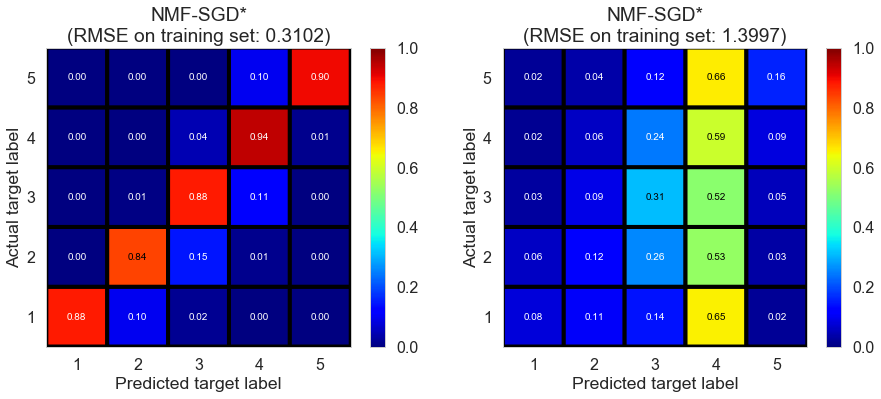 NMF-SGD*
(RMSE on training set: 0.3102)
Actual target label
5
0.00 0.00 0.00 0.10 0.90
4
0.00 0.00 0.04 0.94 0.01
3
0.00 0.01 0.88 0.11 0.00
2
0.00 0.84 0.15 0.01 0.00
1
0.88 0.10 0.02 0.00 0.00
1 2 3 4 5
Predicted target label
1.0
0.8
0.6
0.4
0.2
0.0
NMF-SGD*
(RMSE on training set: 1.3997)
Actual target label
5
0.02 0.04 0.12 0.66 0.16
4
0.02 0.06 0.24 0.59 0.09
3
0.03 0.09 0.31 0.52 0.05
2
0.06 0.12 0.26 0.53 0.03
1
0.08 0.11 0.14 0.65 0.02
1 2 3 4 5
Predicted target label
1.0
0.8
0.6
0.4
0.2
0.0